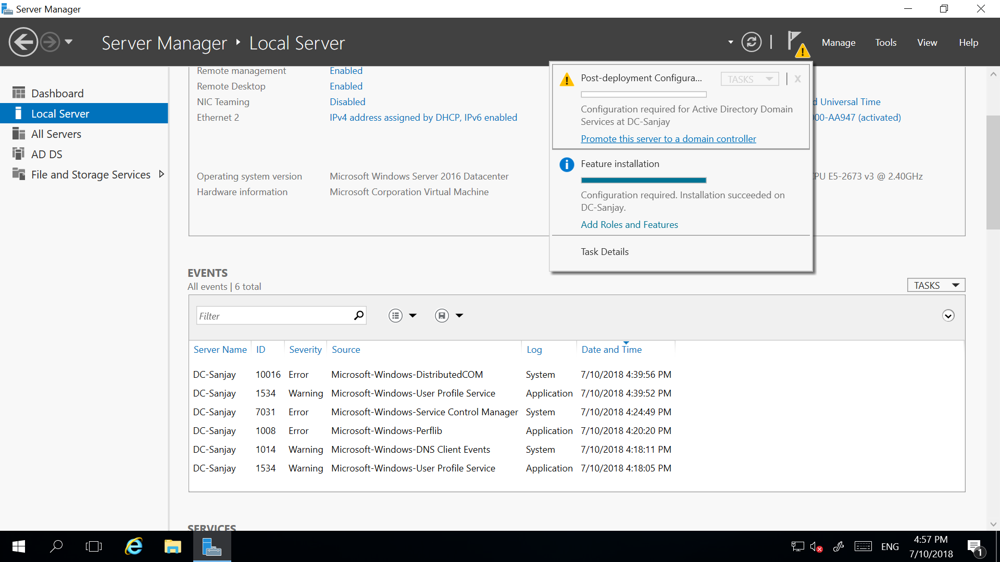 Server Manager
Server Manager ‣ Local Server
Manage Tools View Help
Dashboard
Local Server
All Servers
AD DS
File and Storage Services
Remote management Enabled
Remote Desktop Enabled
NIC Teaming Disabled
Ethernet 2 IPv4 address assigned by DHCP, IPv6 enabled
Operating system version Microsoft Windows Server 2016 Datacenter
Hardware information Microsoft Corporation Virtual Machine
Universal Time
00-AA947 (activated)
PU E5-2673 v3 @ 2.40GHz
Post-deployment Configura... TASKS X
Configuration required for Active Directory Domain
Services at DC-Sanjay
Promote this server to a domain controller
Feature installation
Configuration required. Installation succeeded on
DC-Sanjay.
Add Roles and Features
Task Details
EVENTS
All events | 6 total
TASKS
Filter
Server Name ID Severity Source Log Date and Time
DC-Sanjay 10016 Error Microsoft-Windows-DistributedCOM System 7/10/2018 4:39:56 PM
DC-Sanjay 1534 Warning Microsoft-Windows-User Profile Service Application 7/10/2018 4:39:52 PM
DC-Sanjay 7031 Error Microsoft-Windows-Service Control Manager System 7/10/2018 4:24:49 PM
DC-Sanjay 1008 Error Microsoft-Windows-Perflib Application 7/10/2018 4:20:20 PM
DC-Sanjay 1014 Warning Microsoft-Windows-DNS Client Events System 7/10/2018 4:18:11 PM
DC-Sanjay 1534 Warning Microsoft-Windows-User Profile Service Application 7/10/2018 4:18:05 PM
SERVICES
ENG
4:57 PM
7/10/2018
1